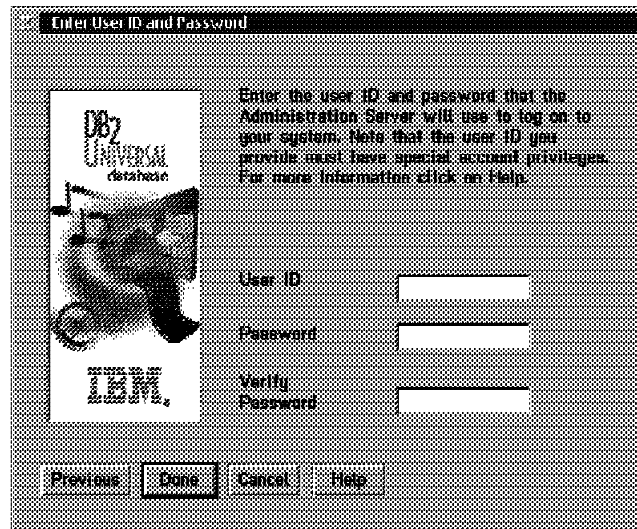 Enter User ID and Password
Enter the user ID and password that the
Administration Server will use to log on to
your system. Note that the user ID you
provide must have special account privileges.
For more information click on Help.
DB2
UNIVERSAL
database
IBM.
User ID
Password
Verify
Password
Previous
Done
Cancel
Help